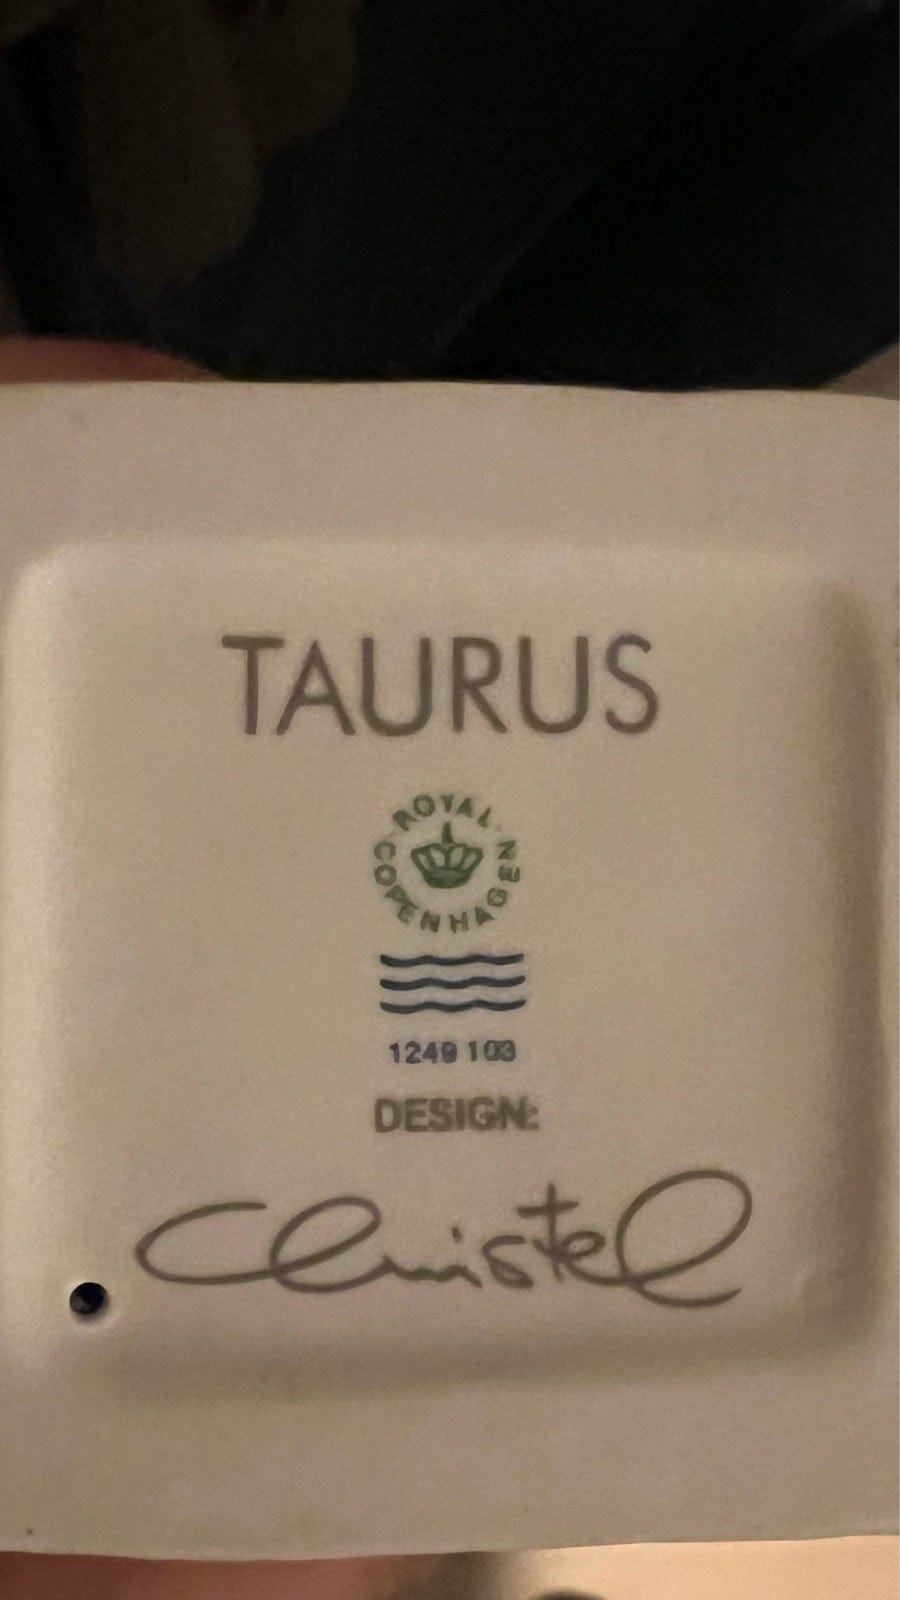 TAURUS
ROYAL
COPENHAGEN
1249 103
DESIGN:
Christel